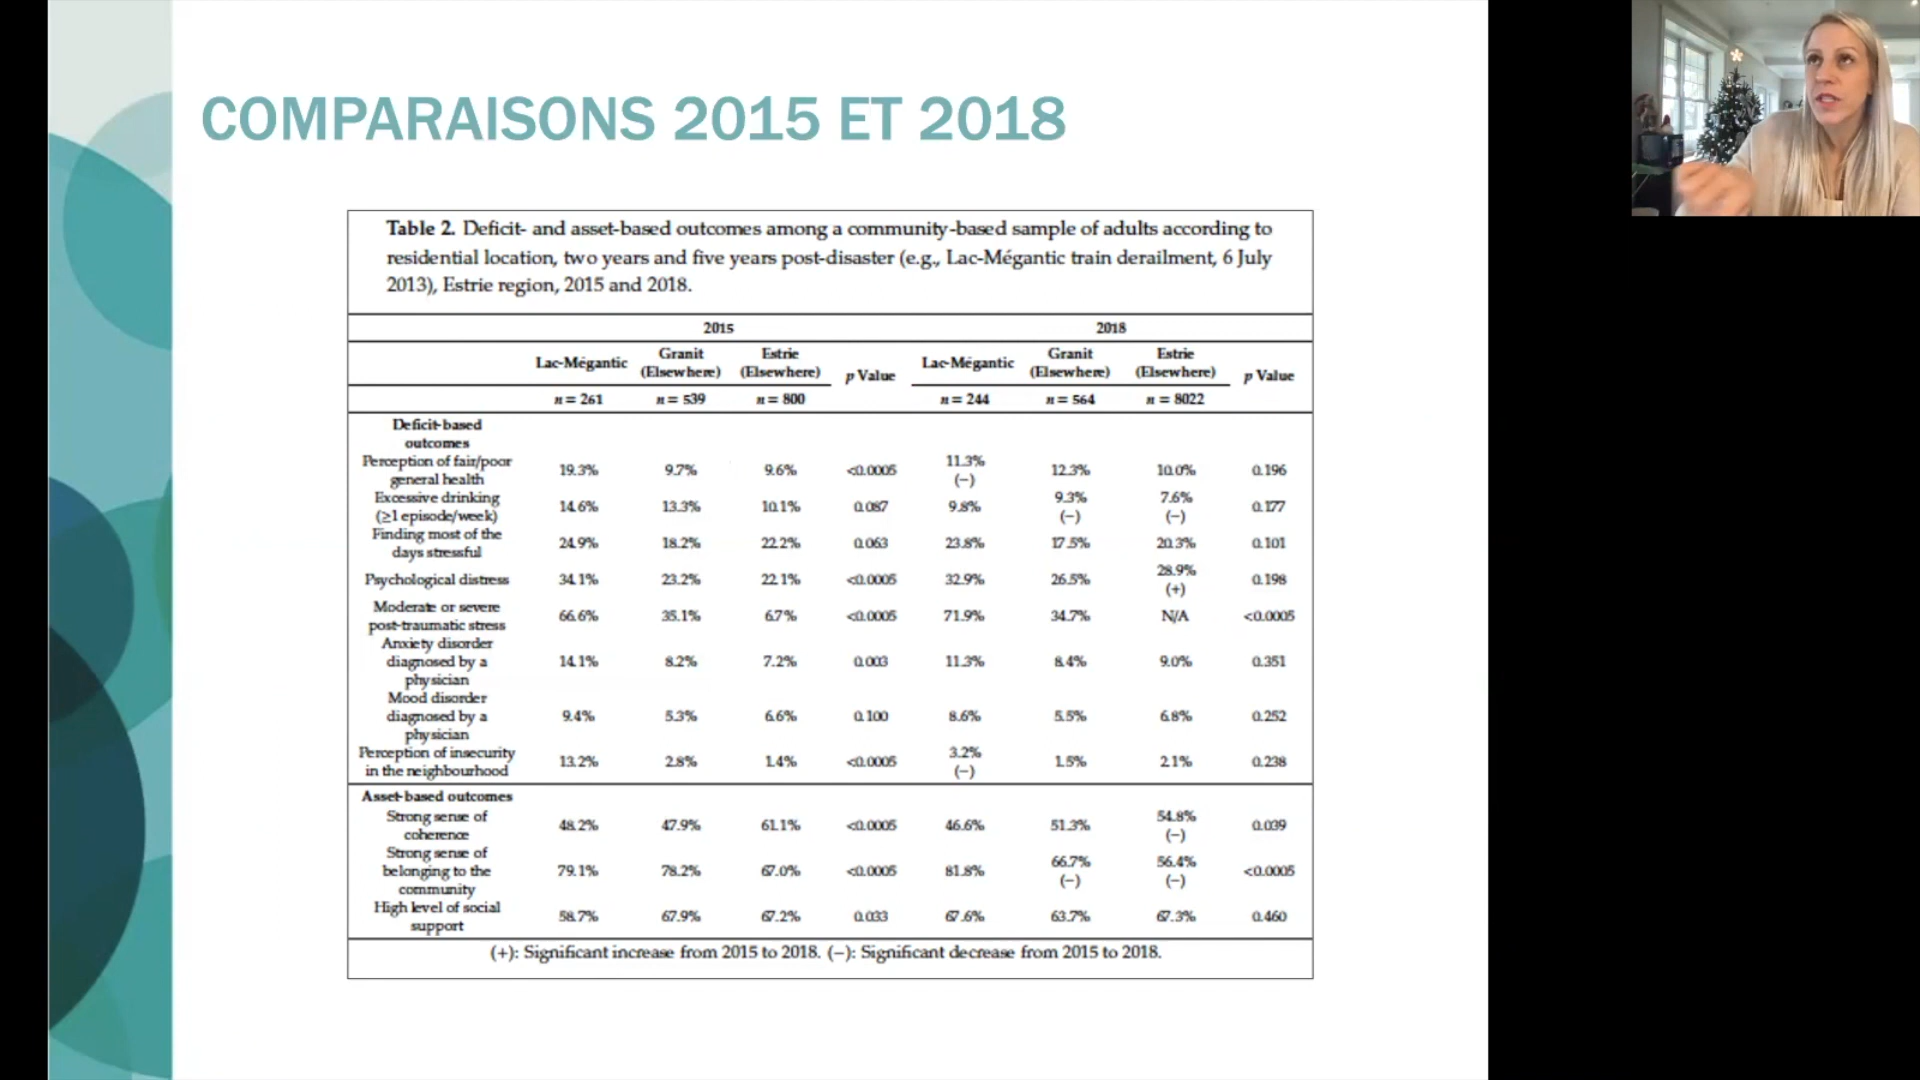 COMPARAISONS 2015 ET 2018
Table 2. Deficit- and asset-based outcomes among a community-based sample of adults according to
residential location, two years and five years post-disaster (e.g., Lac-Mégantic train derailment, 6 July
2013), Estrie region, 2015 and 2018.
2015 2018
Lac-Mégantic Granit (Elsewhere) Estrie (Elsewhere) p Value Lac-Mégantic Granit (Elsewhere) Estrie (Elsewhere) p Value
n = 261 n = 539 n = 800 n = 244 n = 564 n = 8022
Deficit-based
outcomes
Perception of fair/poor general health 19.3% 9.7% 9.6% <0.0005 11.3% (−) 12.3% 10.0% 0.196
Excessive drinking (≥1 episode/week) 14.6% 13.3% 10.1% 0.087 9.8% 9.3% (−) 7.6% (−) 0.177
Finding most of the days stressful 24.9% 18.2% 22.2% 0.063 23.8% 17.5% 20.3% 0.101
Psychological distress 34.1% 23.2% 22.1% <0.0005 32.9% 26.5% 28.9% (+) 0.198
Moderate or severe post-traumatic stress 66.6% 35.1% 6.7% <0.0005 71.9% 34.7% N/A <0.0005
Anxiety disorder diagnosed by a physician 14.1% 8.2% 7.2% 0.003 11.3% 8.4% 9.0% 0.351
Mood disorder diagnosed by a physician 9.4% 5.3% 6.6% 0.100 8.6% 5.5% 6.8% 0.252
Perception of insecurity in the neighbourhood 13.2% 2.8% 1.4% <0.0005 3.2% (−) 1.5% 2.1% 0.238
Asset-based outcomes
Strong sense of coherence 48.2% 47.9% 61.1% <0.0005 46.6% 51.3% 54.8% (−) 0.039
Strong sense of belonging to the community 79.1% 78.2% 67.0% <0.0005 81.8% 66.7% (−) 56.4% (−) <0.0005
High level of social support 58.7% 67.9% 67.2% 0.033 67.6% 63.7% 67.3% 0.460
(+): Significant increase from 2015 to 2018. (−): Significant decrease from 2015 to 2018.